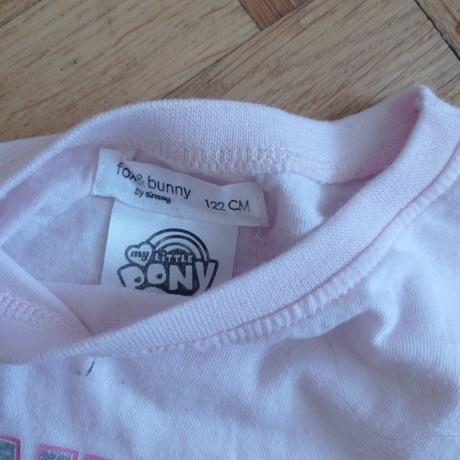 fox & bunny
by sinsay
122 CM
my LITTLE
PONY